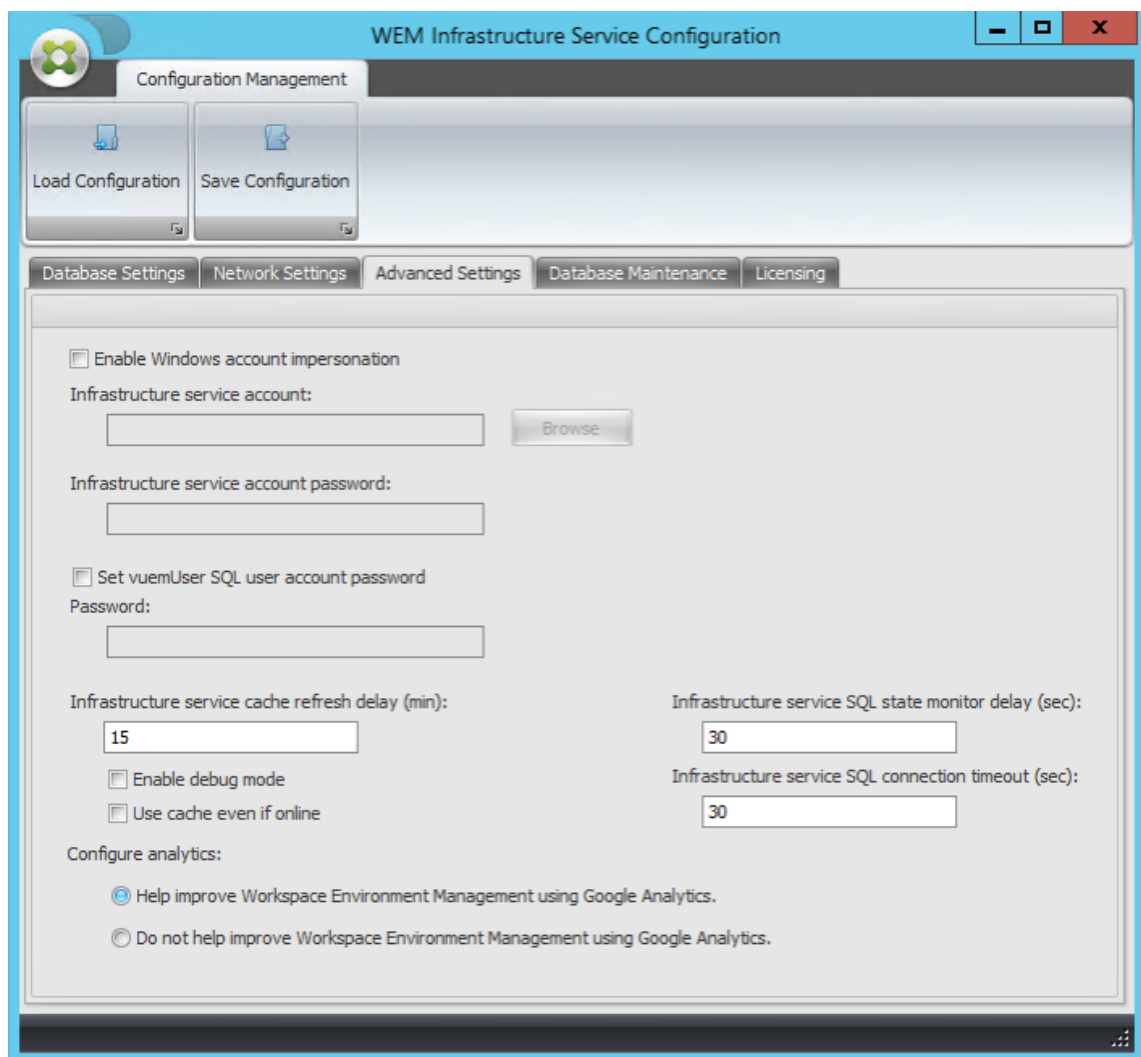 WEM Infrastructure Service Configuration
Configuration Management
Load Configuration
Save Configuration
Database Settings
Network Settings
Advanced Settings
Database Maintenance
Licensing
Enable Windows account impersonation
Infrastructure service account:
Browse
Infrastructure service account password:
Set vuemUser SQL user account password
Password:
Infrastructure service cache refresh delay (min):
15
Infrastructure service SQL state monitor delay (sec):
30
Enable debug mode
Infrastructure service SQL connection timeout (sec):
Use cache even if online
30
Configure analytics:
Help improve Workspace Environment Management using Google Analytics.
Do not help improve Workspace Environment Management using Google Analytics.